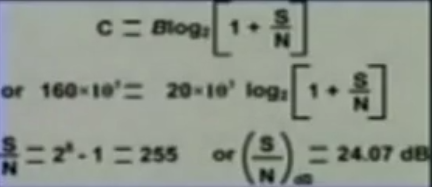 C = Blog₂[1 + S/N]
or 160×10³ = 20×10³ log₂[1 + S/N]
S/N = 2⁸ - 1 = 255 or (S/N)dB = 24.07 dB